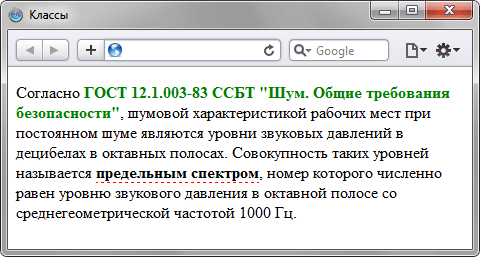 Классы
Google
Согласно ГОСТ 12.1.003-83 ССБТ "Шум. Общие требования
безопасности", шумовой характеристикой рабочих мест при
постоянном шуме являются уровни звуковых давлений в
децибелах в октавных полосах. Совокупность таких уровней
называется предельным спектром, номер которого численно
равен уровню звукового давления в октавной полосе со
среднегеометрической частотой 1000 Гц.